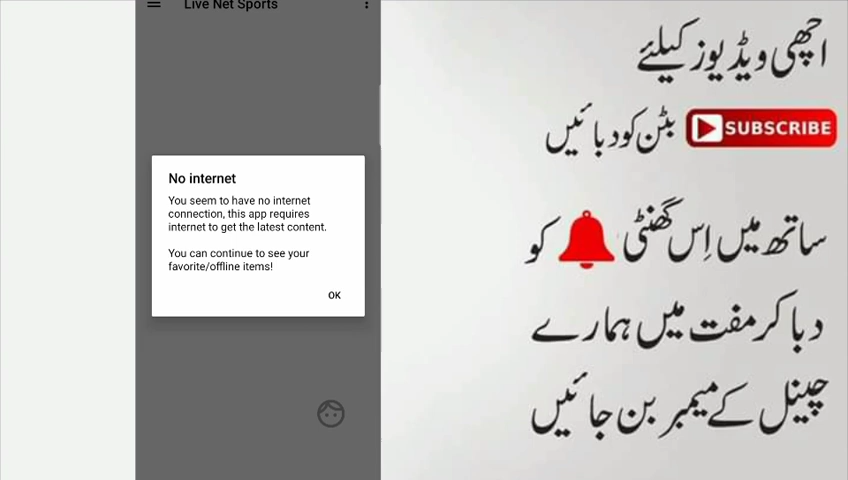 Live Net Sports
No internet
You seem to have no internet
connection, this app requires
internet to get the latest content.
You can continue to see your
favorite/offline items!
OK
اچھی ویڈیوز کیلئے
SUBSCRIBE بٹن کو دبائیں
ساتھ میں اِس گھنٹی کو
دبا کر مفت میں ہمارے
چینل کے میمبر بن جائیں